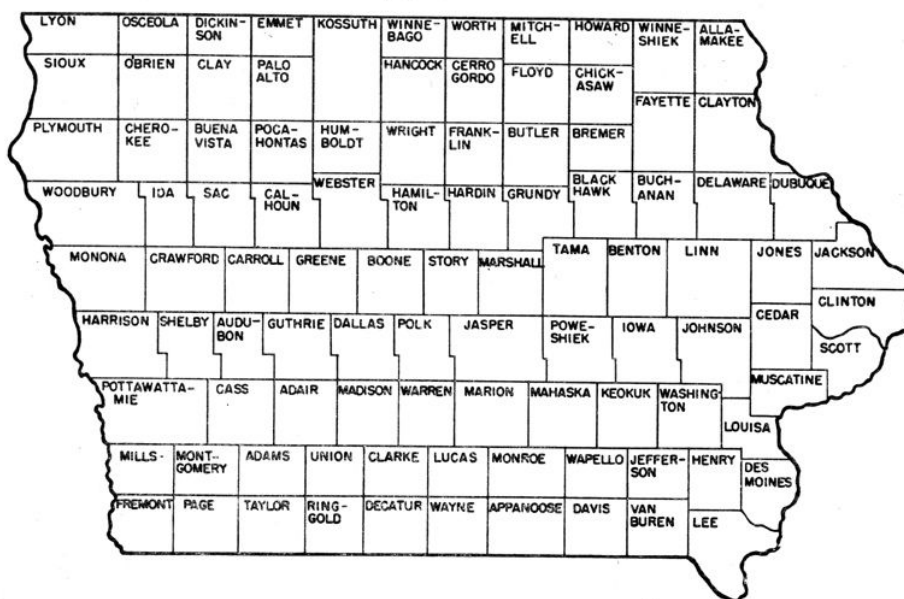 LYON
OSCEOLA
DICKIN-
SON
EMMET
KOSSUTH
WINNE-
BAGO
WORTH
MITCH-
ELL
HOWARD
WINNE-
SHIEK
ALLA-
MAKEE
SIOUX
O'BRIEN
CLAY
PALO
ALTO
HANCOCK
CERRO
GORDO
FLOYD
CHICK-
ASAW
FAYETTE
CLAYTON
PLYMOUTH
CHERO-
KEE
BUENA
VISTA
POCA-
HONTAS
HUM-
BOLDT
WRIGHT
FRANK-
LIN
BUTLER
BREMER
WOODBURY
IDA
SAC
CAL-
HOUN
WEBSTER
HAMIL-
TON
HARDIN
GRUNDY
BLACK
HAWK
BUCH-
ANAN
DELAWARE
DUBUQUE
MONONA
CRAWFORD
CARROLL
GREENE
BOONE
STORY
MARSHALL
TAMA
BENTON
LINN
JONES
JACKSON
CLINTON
HARRISON
SHELBY
AUDU-
BON
GUTHRIE
DALLAS
POLK
JASPER
POWE-
SHIEK
IOWA
JOHNSON
CEDAR
SCOTT
MUSCATINE
POTTAWATTA-
MIE
CASS
ADAIR
MADISON
WARREN
MARION
MAHASKA
KEOKUK
WASHING-
TON
LOUISA
MILLS-
MONT-
GOMERY
ADAMS
UNION
CLARKE
LUCAS
MONROE
WAPELLO
JEFFER-
SON
HENRY
DES
MOINES
FREMONT
PAGE
TAYLOR
RING-
GOLD
DECATUR
WAYNE
APPANOOSE
DAVIS
VAN
BUREN
LEE